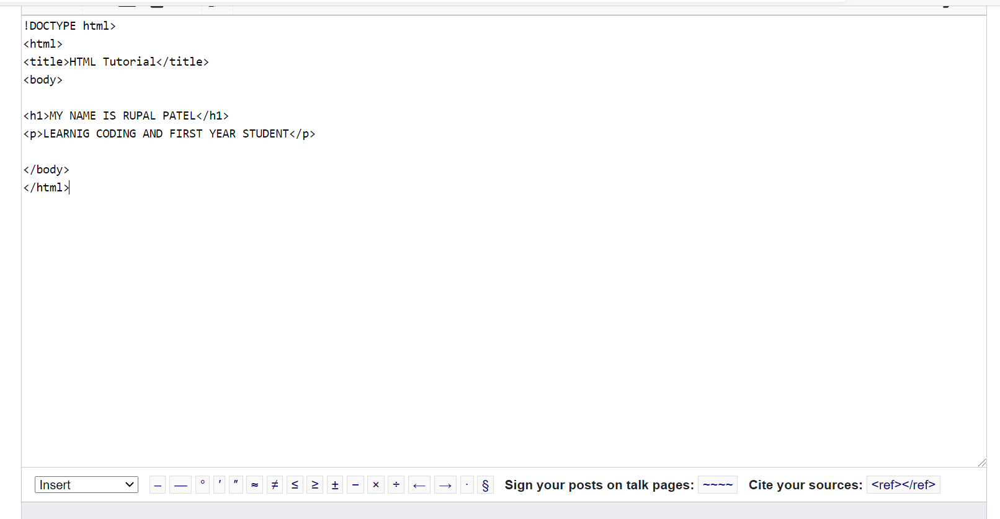 !DOCTYPE html>
<html>
<title>HTML Tutorial</title>
<body>
<h1>MY NAME IS RUPAL PATEL</h1>
<p>LEARNIG CODING AND FIRST YEAR STUDENT</p>
</body>
</html>
Insert – — ° ′ ″ ≈ ≠ ≤ ≥ ± − × ÷ ← → · § Sign your posts on talk pages: ~~~~ Cite your sources: <ref></ref>